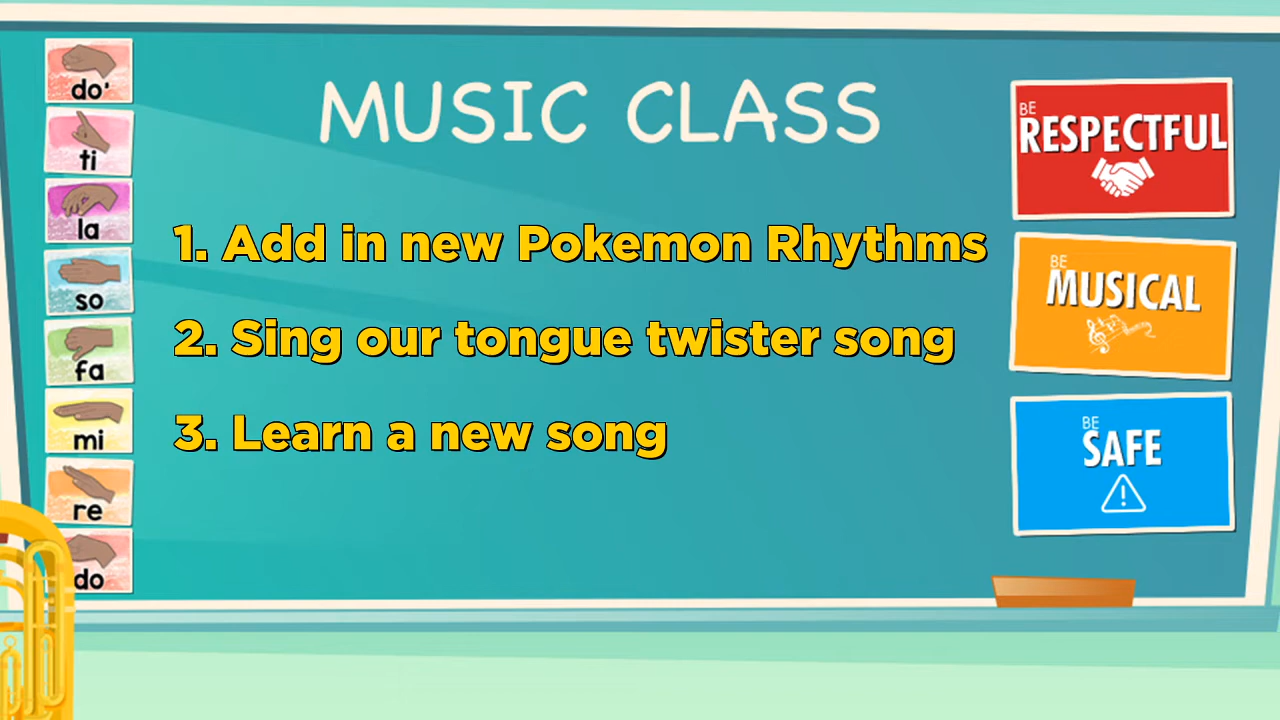 MUSIC CLASS
1. Add in new Pokemon Rhythms
2. Sing our tongue twister song
3. Learn a new song
do'
ti
la
so
fa
mi
re
do
BE
RESPECTFUL
BE
MUSICAL
BE
SAFE